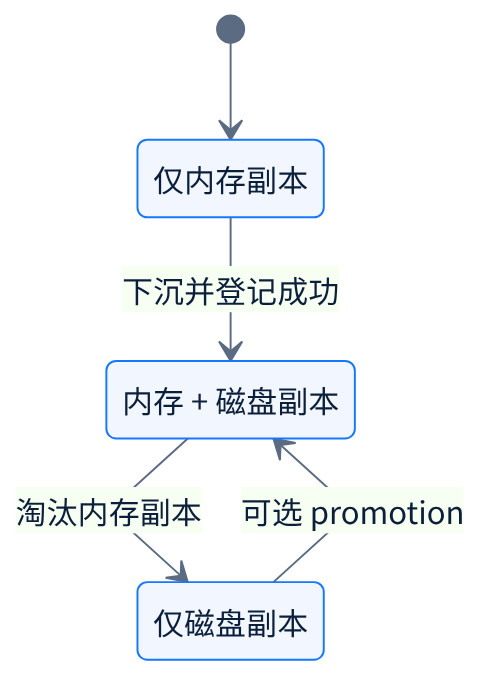 仅内存副本
下沉并登记成功
内存 + 磁盘副本
淘汰内存副本
可选 promotion
仅磁盘副本